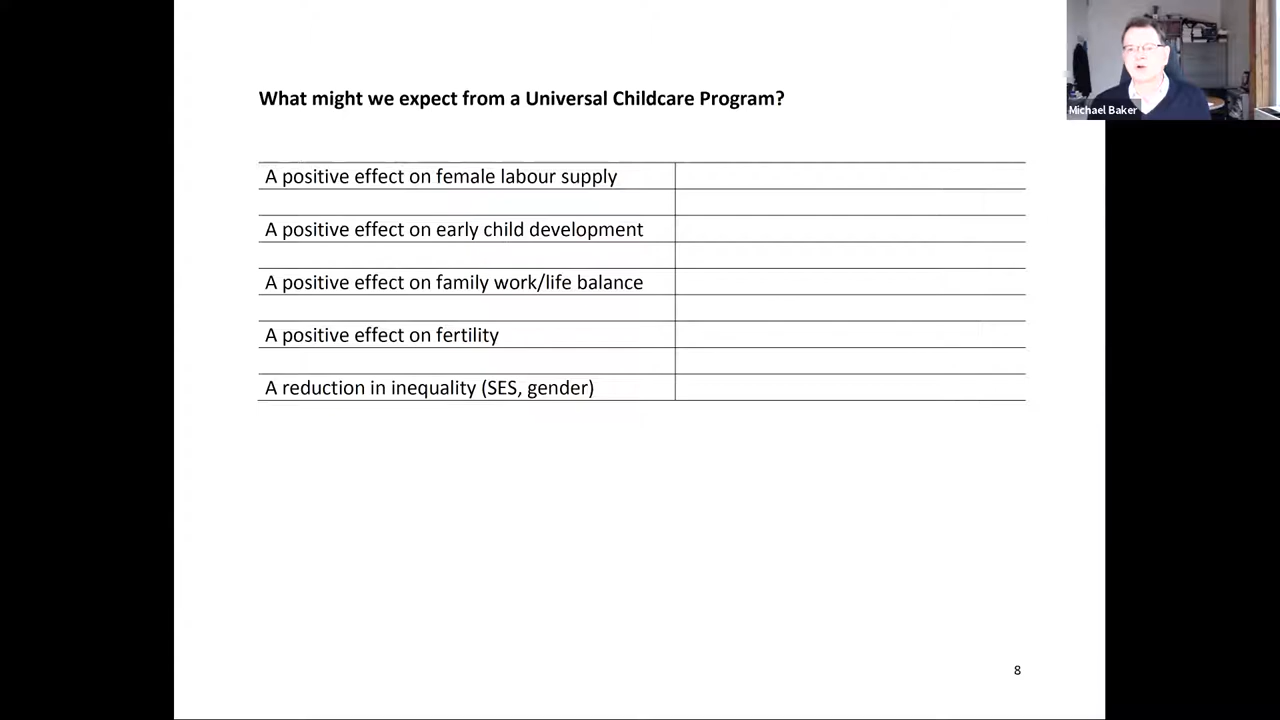 What might we expect from a Universal Childcare Program?
A positive effect on female labour supply
A positive effect on early child development
A positive effect on family work/life balance
A positive effect on fertility
A reduction in inequality (SES, gender)
8
Michael Baker